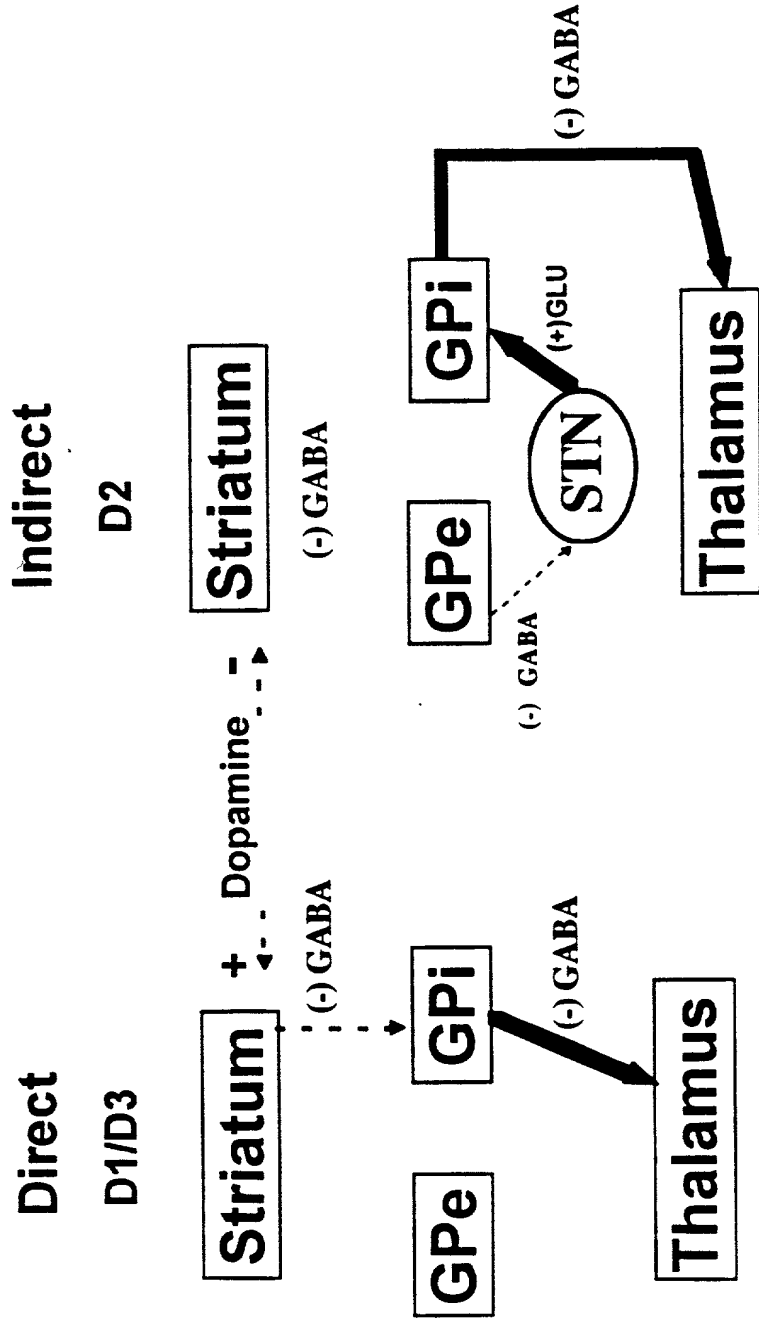 Direct
D1/D3
Striatum
+ Dopamine -
(-) GABA
GPe
GPi
(-) GABA
Thalamus
Indirect
D2
Striatum
(-) GABA
GPe
GPi
(-) GABA
STN
(+)GLU
(-) GABA
Thalamus